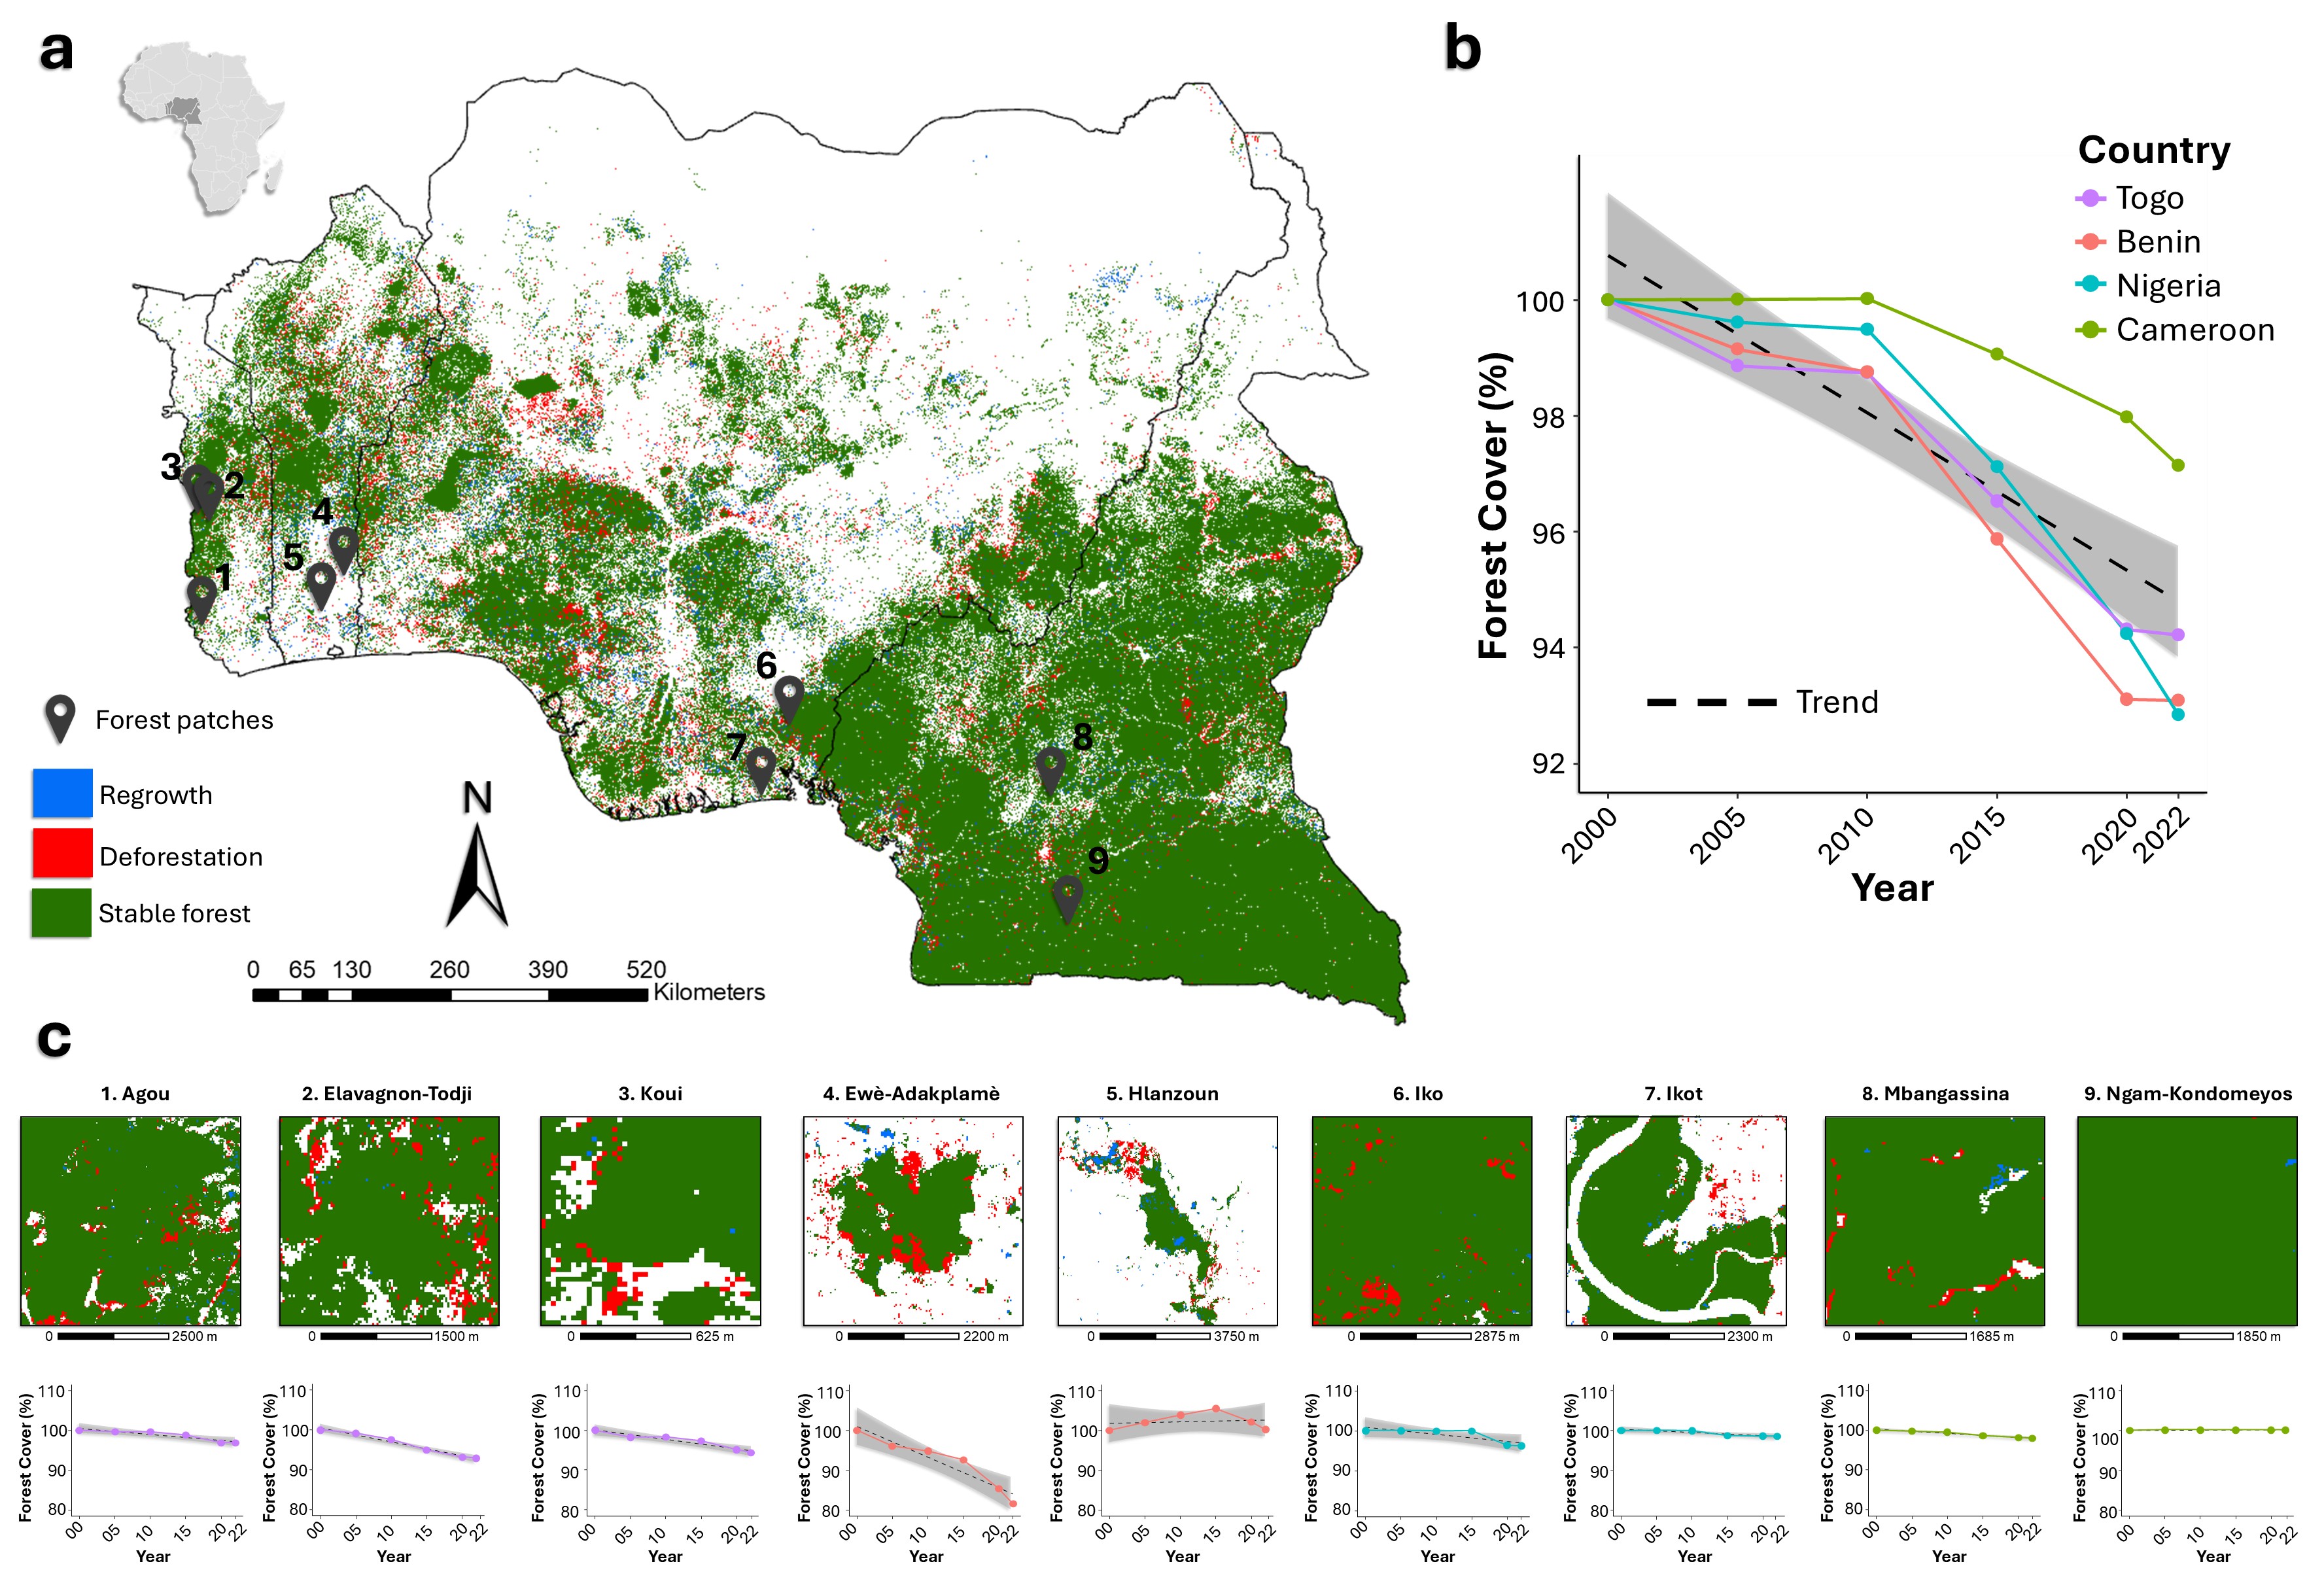 a
3
2
4
5
1
6
7
8
9
Forest patches
Regrowth
Deforestation
Stable forest
N
0 65 130 260 390 520
Kilometers
b
Country
Togo
Benin
Nigeria
Cameroon
Forest Cover (%)
100
98
96
94
92
Trend
2000 2005 2010 2015 2020 2022
Year
c
1. Agou
2. Elavagnon-Todji
3. Koui
4. Ewè-Adakplamè
5. Hlanzoun
6. Iko
7. Ikot
8. Mbangassina
9. Ngam-Kondomeyos
0 2500 m
0 1500 m
0 625 m
0 2200 m
0 3750 m
0 2875 m
0 2300 m
0 1685 m
0 1850 m
Forest Cover (%)
110
100
90
80
00 05 10 15 20 22
Year
Forest Cover (%)
110
100
90
80
00 05 10 15 20 22
Year
Forest Cover (%)
110
100
90
80
00 05 10 15 20 22
Year
Forest Cover (%)
110
100
90
80
00 05 10 15 20 22
Year
Forest Cover (%)
110
100
90
80
00 05 10 15 20 22
Year
Forest Cover (%)
110
100
90
80
00 05 10 15 20 22
Year
Forest Cover (%)
110
100
90
80
00 05 10 15 20 22
Year
Forest Cover (%)
110
100
90
80
00 05 10 15 20 22
Year
Forest Cover (%)
110
100
90
80
00 05 10 15 20 22
Year